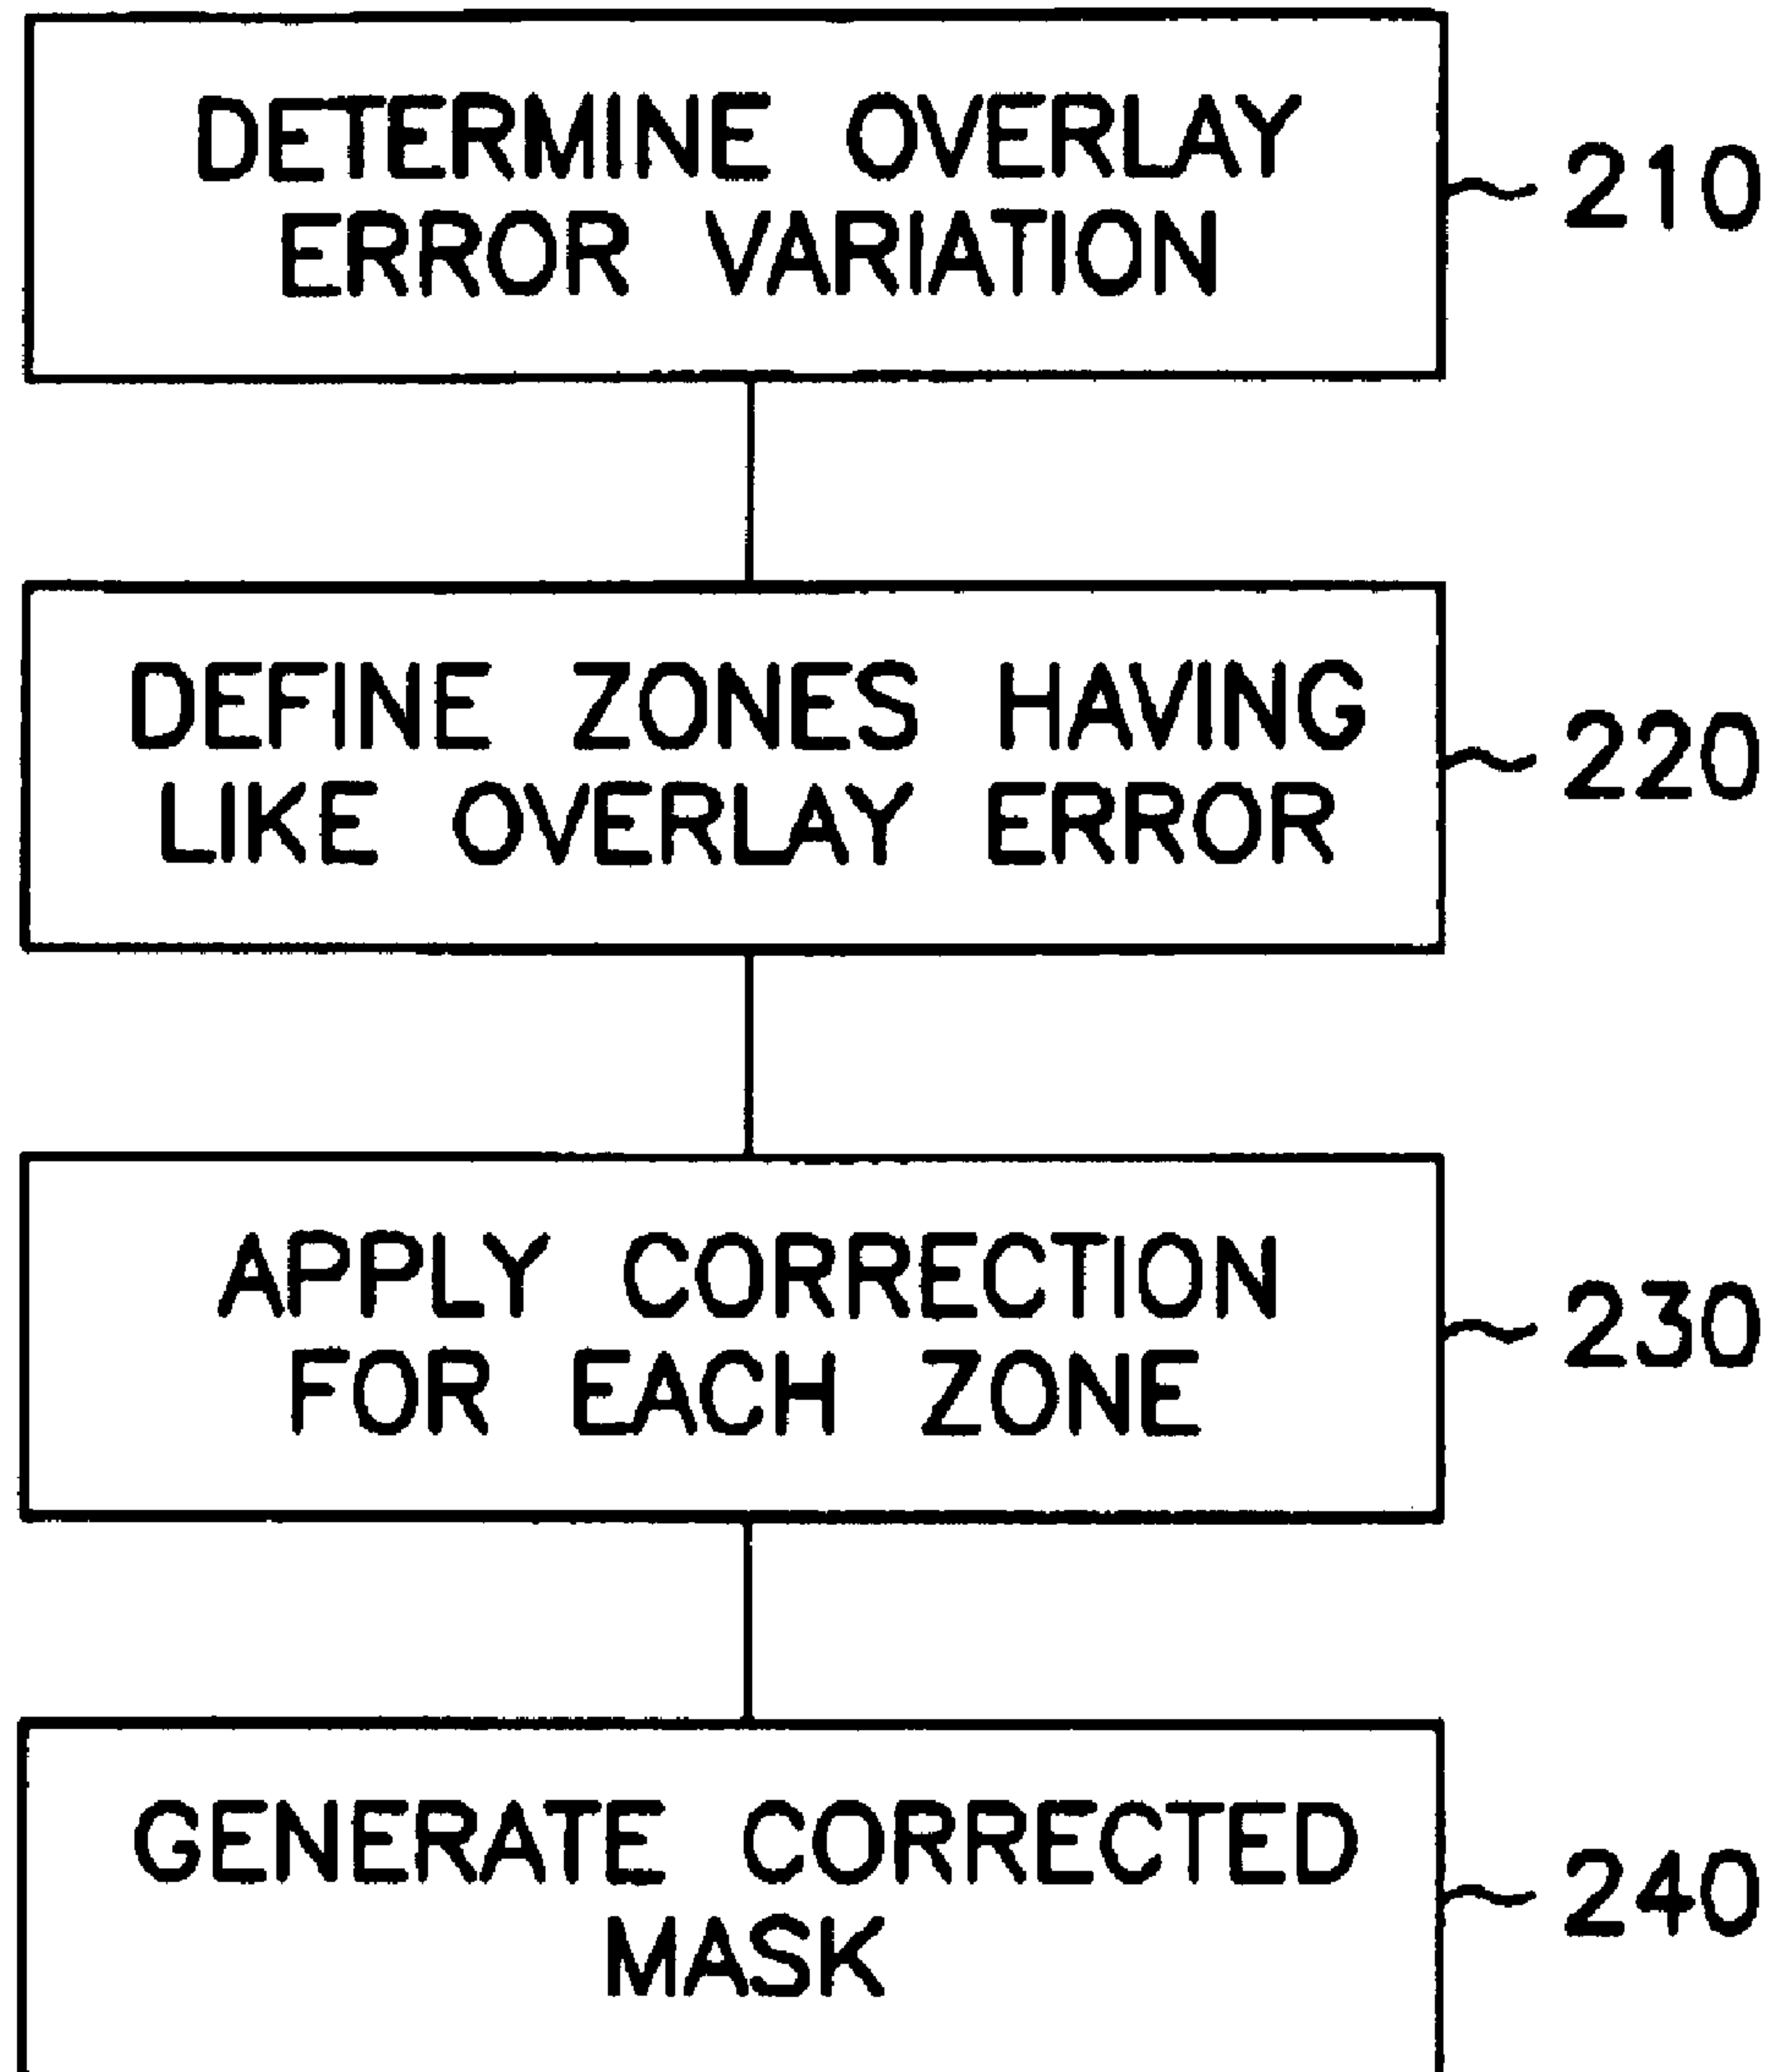 DETERMINE OVERLAY
ERROR VARIATION
210
DEFINE ZONES HAVING
LIKE OVERLAY ERROR
220
APPLY CORRECTION
FOR EACH ZONE
230
GENERATE CORRECTED
MASK
240